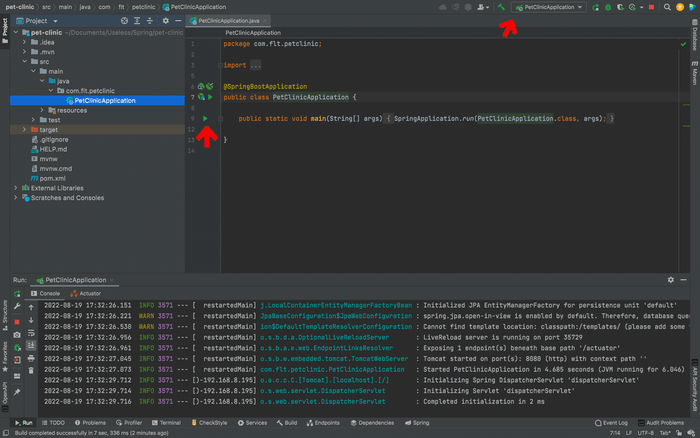 pet-clinic › src › main › java › com › flt › petclinic › PetClinicApplication
PetClinicApplication
Project
PetClinicApplication.java
pet-clinic ~/Documents/Useless/Spring/pet-clinic
.idea
.mvn
src
main
java
com.flt.petclinic
PetClinicApplication
resources
test
target
.gitignore
HELP.md
mvnw
mvnw.cmd
pom.xml
External Libraries
Scratches and Consoles
PetClinicApplication
1 package com.flt.petclinic;
2
3 import ...
5
6 @SpringBootApplication
7 public class PetClinicApplication {
8
9 public static void main(String[] args) { SpringApplication.run(PetClinicApplication.class, args); }
12
13 }
14
Project
Structure
Favorites
OpenAPI
Database
Maven
API Security Audit
Run: PetClinicApplication
Console Actuator
2022-08-19 17:32:26.151 INFO 3571 --- [ restartedMain] j.LocalContainerEntityManagerFactoryBean : Initialized JPA EntityManagerFactory for persistence unit 'default'
2022-08-19 17:32:26.221 WARN 3571 --- [ restartedMain] JpaBaseConfiguration$JpaWebConfiguration : spring.jpa.open-in-view is enabled by default. Therefore, database que
2022-08-19 17:32:26.530 WARN 3571 --- [ restartedMain] ion$DefaultTemplateResolverConfiguration : Cannot find template location: classpath:/templates/ (please add some
2022-08-19 17:32:26.956 INFO 3571 --- [ restartedMain] o.s.b.d.a.OptionalLiveReloadServer : LiveReload server is running on port 35729
2022-08-19 17:32:26.961 INFO 3571 --- [ restartedMain] o.s.b.a.e.web.EndpointLinksResolver : Exposing 1 endpoint(s) beneath base path '/actuator'
2022-08-19 17:32:27.045 INFO 3571 --- [ restartedMain] o.s.b.w.embedded.tomcat.TomcatWebServer : Tomcat started on port(s): 8080 (http) with context path ''
2022-08-19 17:32:27.073 INFO 3571 --- [ restartedMain] com.flt.petclinic.PetClinicApplication : Started PetClinicApplication in 4.685 seconds (JVM running for 6.046)
2022-08-19 17:32:29.712 INFO 3571 --- [)-192.168.8.195] o.a.c.c.C.[Tomcat].[localhost].[/] : Initializing Spring DispatcherServlet 'dispatcherServlet'
2022-08-19 17:32:29.712 INFO 3571 --- [)-192.168.8.195] o.s.web.servlet.DispatcherServlet : Initializing Servlet 'dispatcherServlet'
2022-08-19 17:32:29.714 INFO 3571 --- [)-192.168.8.195] o.s.web.servlet.DispatcherServlet : Completed initialization in 2 ms
Run TODO Problems Profiler Terminal CheckStyle Services Build Endpoints Dependencies Spring Event Log Audit Problems
Build completed successfully in 7 sec, 336 ms (2 minutes ago) 7:14 LF UTF-8 Tab*